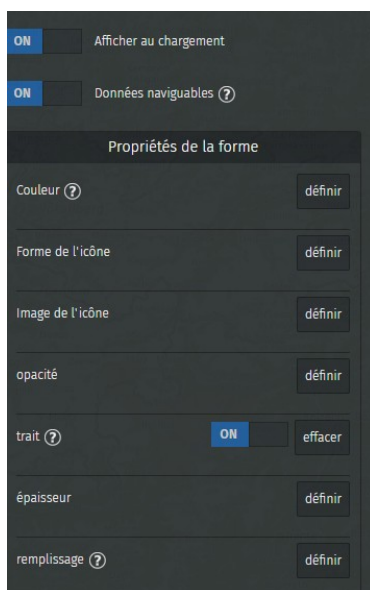 ON Afficher au chargement
ON Données naviguables ?
Propriétés de la forme
Couleur ? définir
Forme de l'icône définir
Image de l'icône définir
opacité définir
trait ? ON effacer
épaisseur définir
remplissage ? définir